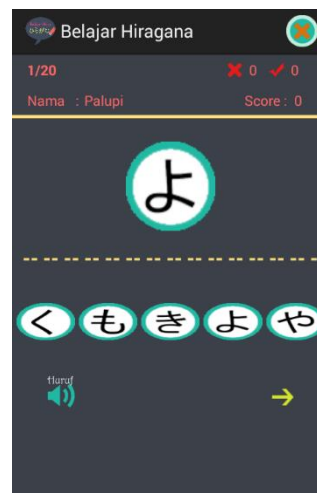 Belajar Hiragana
1/20 ✖ 0 ✔ 0
Nama : Palupi Score : 0
よ
く も き よ や
Huruf